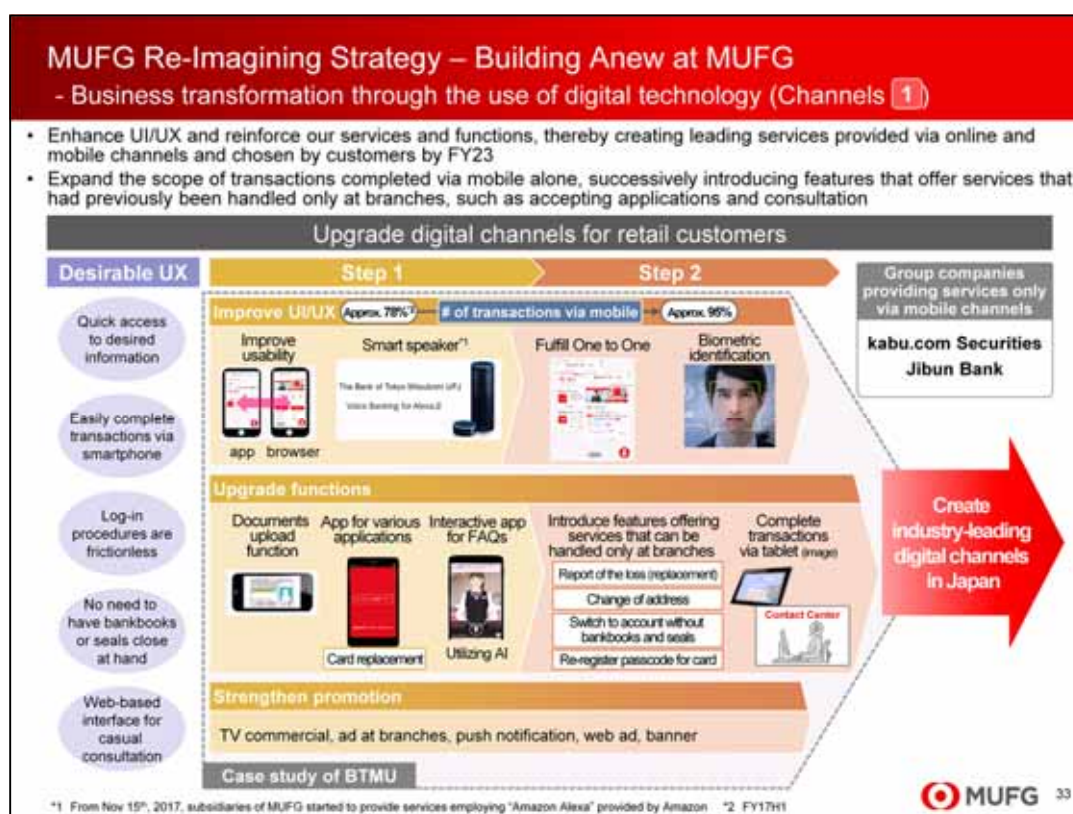 MUFG Re-Imagining Strategy – Building Anew at MUFG
- Business transformation through the use of digital technology (Channels 1)
• Enhance UI/UX and reinforce our services and functions, thereby creating leading services provided via online and
mobile channels and chosen by customers by FY23
• Expand the scope of transactions completed via mobile alone, successively introducing features that offer services that
had previously been handled only at branches, such as accepting applications and consultation
Upgrade digital channels for retail customers
Desirable UX
Quick access
to desired
information
Easily complete
transactions via
smartphone
Log-in
procedures are
frictionless
No need to
have bankbooks
or seals close
at hand
Web-based
interface for
casual
consultation
Step 1
Step 2
Improve UI/UX
Approx. 78%*2
# of transactions via mobile
Approx. 95%
Improve
usability
app browser
Smart speaker*1
The Bank of Tokyo Mitsubishi UFJ
Voice Banking for Alexa
Fulfill One to One
Biometric
identification
Upgrade functions
Documents
upload
function
App for various
applications
Card replacement
Interactive app
for FAQs
Utilizing AI
Introduce features offering
services that can be
handled only at branches
Report of the loss (replacement)
Change of address
Switch to account without
bankbooks and seals
Re-register passcode for card
Complete
transactions
via tablet (image)
Contact Center
Strengthen promotion
TV commercial, ad at branches, push notification, web ad, banner
Case study of BTMU
Group companies
providing services only
via mobile channels
kabu.com Securities
Jibun Bank
Create
industry-leading
digital channels
in Japan
*1 From Nov 15th, 2017, subsidiaries of MUFG started to provide services employing "Amazon Alexa" provided by Amazon *2 FY17H1
MUFG
33